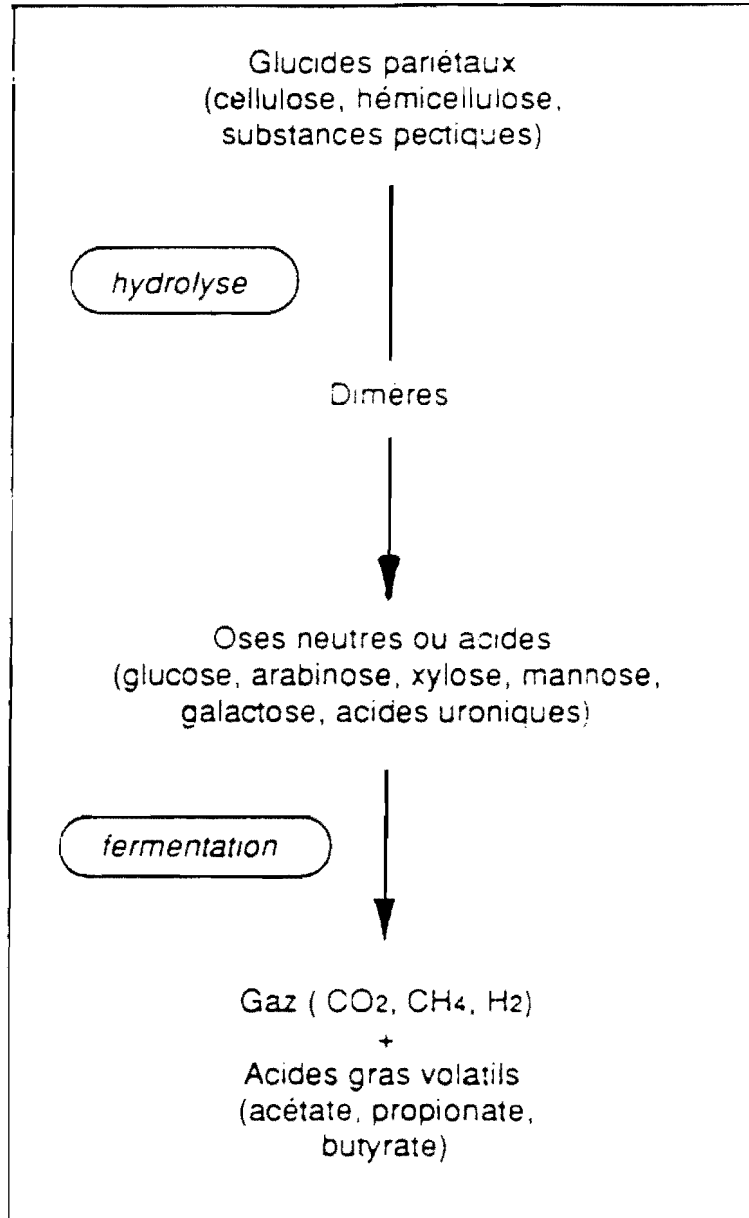 Glucides pariétaux
(cellulose, hémicellulose,
substances pectiques)
hydrolyse
Dimères
Oses neutres ou acides
(glucose, arabinose, xylose, mannose,
galactose, acides uroniques)
fermentation
Gaz ( CO2, CH4, H2)
+
Acides gras volatils
(acétate, propionate,
butyrate)